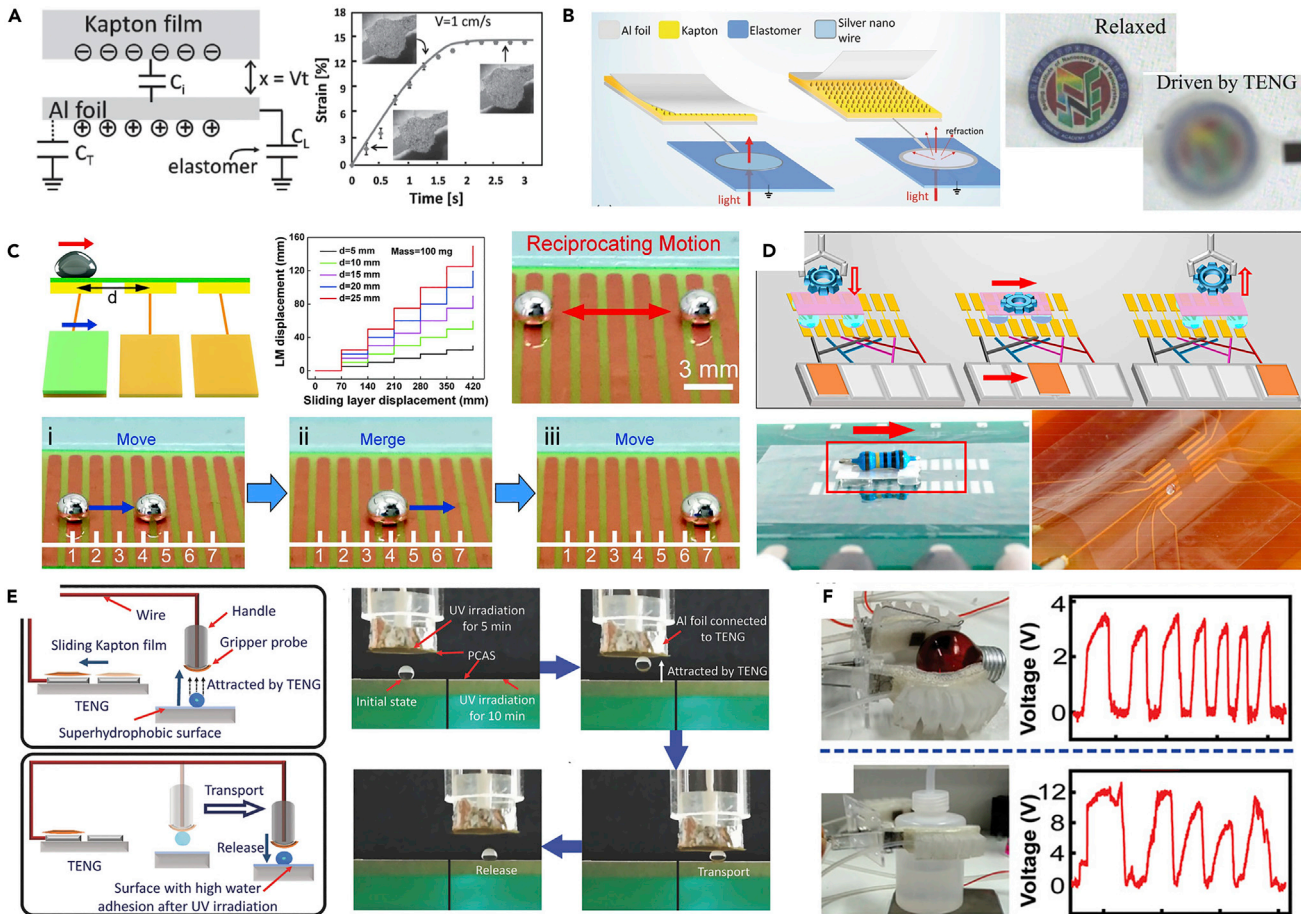 A
Kapton film
Ci
x = Vt
Al foil
CT
CL
elastomer
V=1 cm/s
Strain [%]
18
15
12
9
6
3
0
0 0.5 1 1.5 2 2.5 3
Time [s]
B
Al foil
Kapton
Elastomer
Silver nano
wire
refraction
light
light
Relaxed
Driven by TENG
C
d
LM displacement (mm)
160
120
80
40
0
d=5 mm
d=10 mm
d=15 mm
d=20 mm
d=25 mm
Mass=100 mg
0 70 140 210 280 350 420
Sliding layer displacement (mm)
Reciprocating Motion
3 mm
i
Move
1 2 3 4 5 6 7
ii
Merge
1 2 3 4 5 6 7
iii
Move
1 2 3 4 5 6 7
D
E
Wire
Handle
Gripper probe
Sliding Kapton film
Attracted by TENG
TENG
Superhydrophobic surface
Transport
Release
TENG
Surface with high water
adhesion after UV irradiation
UV irradiation
for 5 min
PCAS
Initial state
UV irradiation
for 10 min
Al foil connected
to TENG
Attracted by TENG
Release
Transport
F
Voltage (V)
4
2
0
Voltage (V)
12
8
4
0